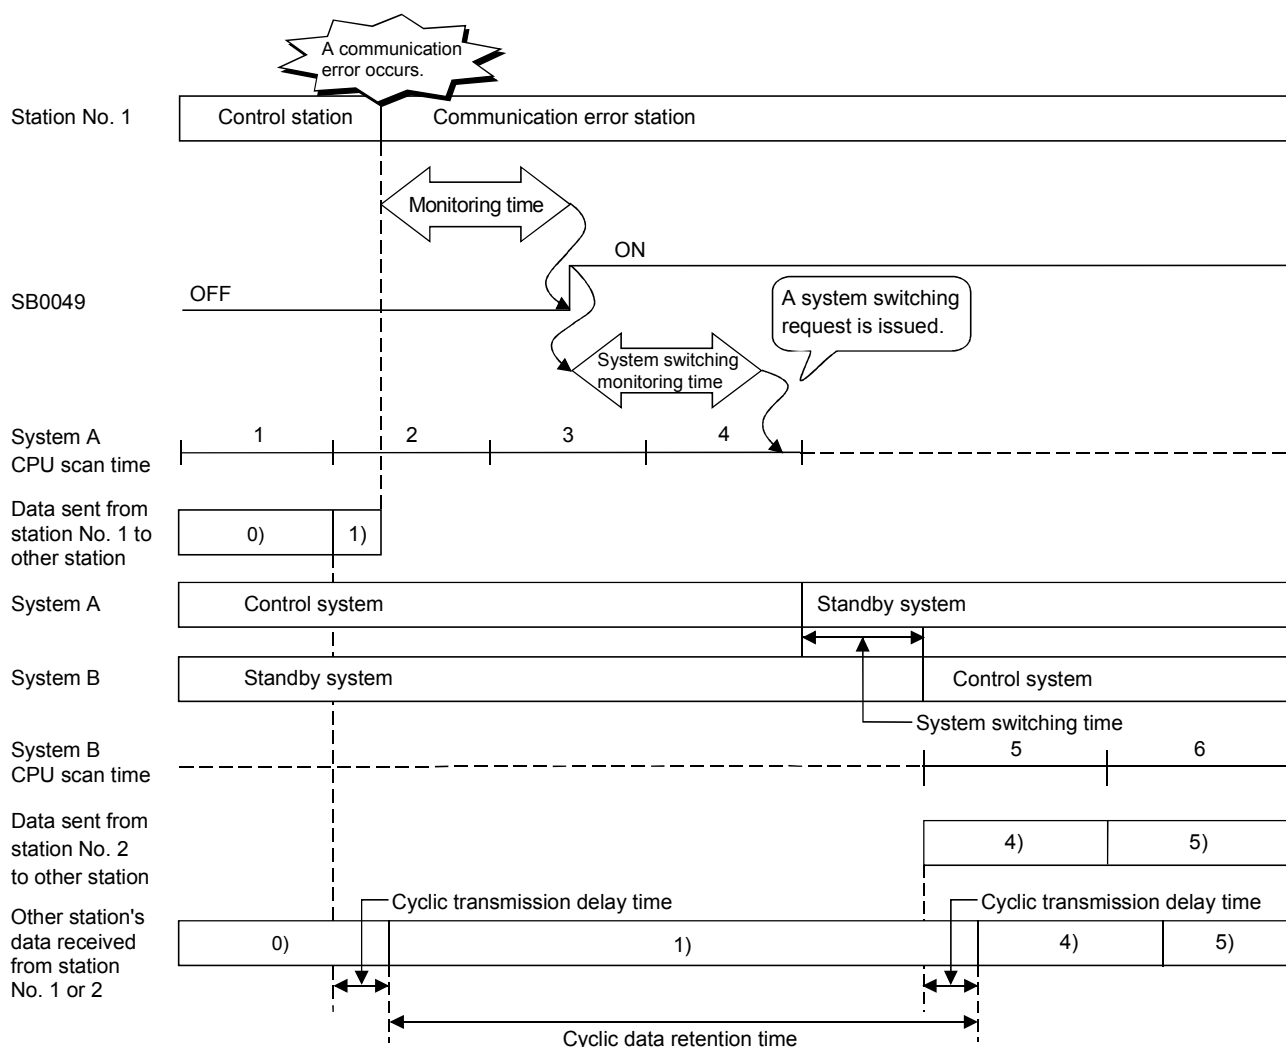 A communication
error occurs.
Station No. 1
Control station
Communication error station
Monitoring time
ON
SB0049
OFF
A system switching
request is issued.
System switching
monitoring time
System A
CPU scan time
1
2
3
4
Data sent from
station No. 1 to
other station
0)
1)
System A
Control system
Standby system
System B
Standby system
Control system
System switching time
System B
CPU scan time
5
6
Data sent from
station No. 2
to other station
4)
5)
Cyclic transmission delay time
Cyclic transmission delay time
Other station's
data received
from station
No. 1 or 2
0)
1)
4)
5)
Cyclic data retention time